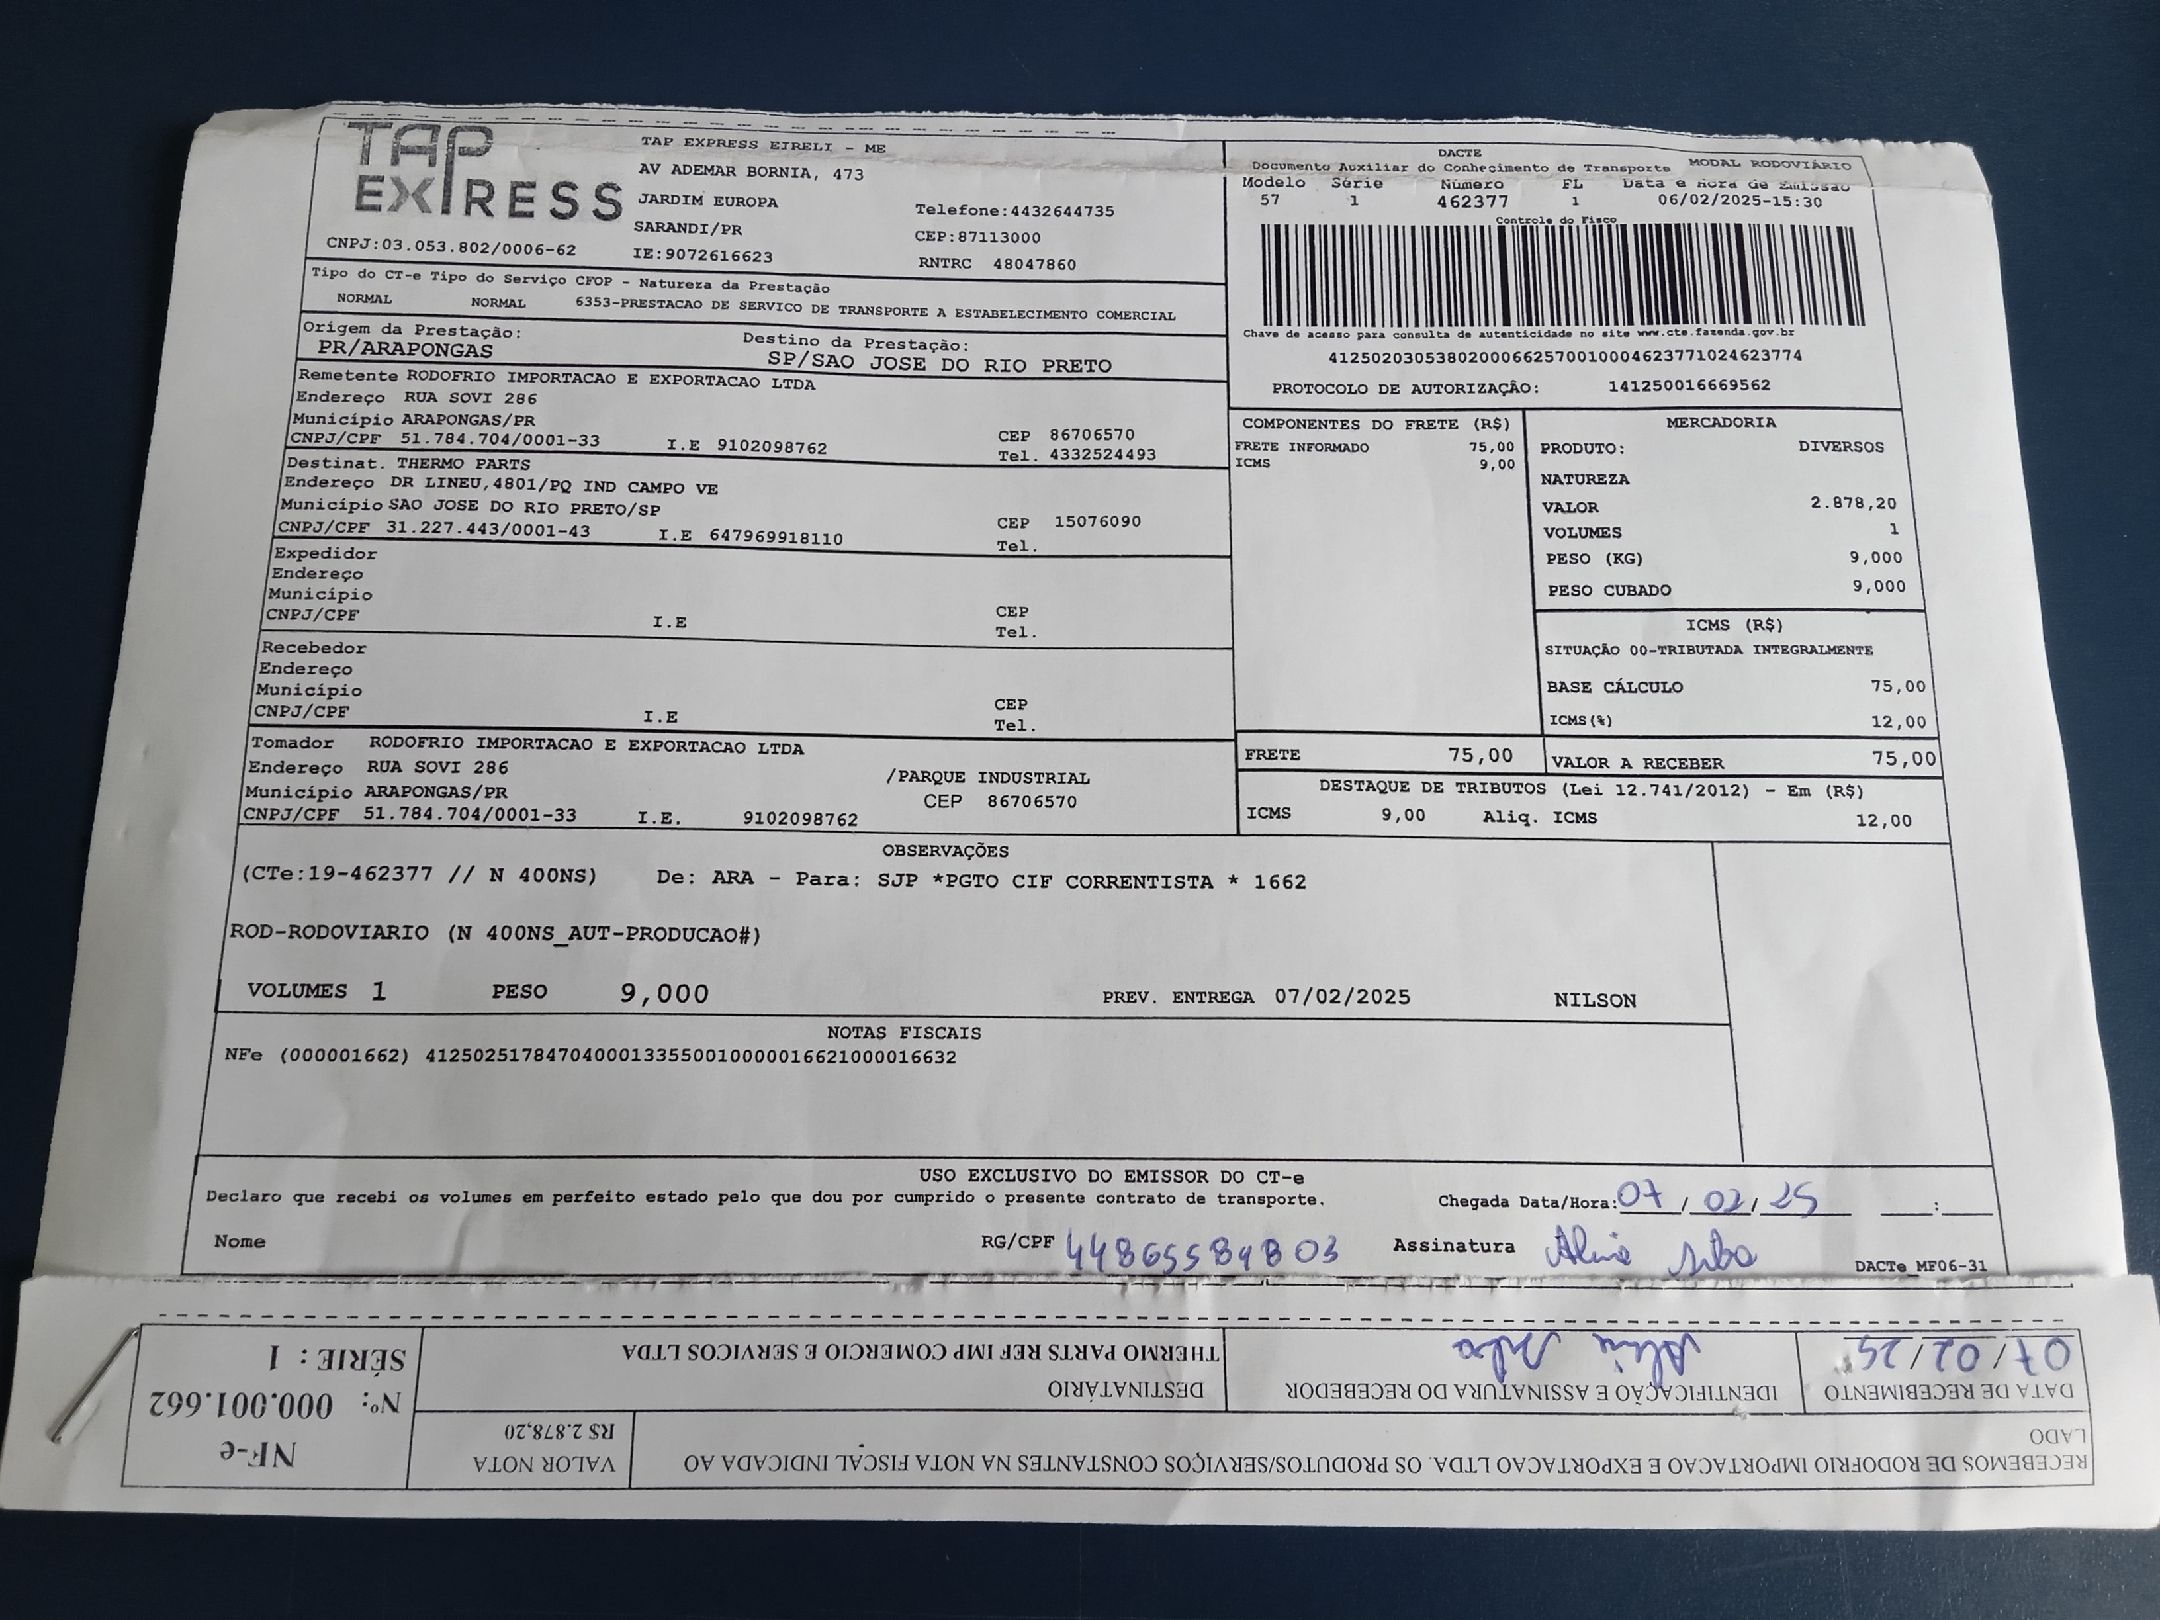 TAP
EXPRESS
CNPJ:03.053.802/0006-62
TAP EXPRESS EIRELI - ME
AV ADEMAR BORNIA, 473
JARDIM EUROPA
Telefone:4432644735
SARANDI/PR
CEP:87113000
IE:9072616623
RNTRC 48047860
DACTE
Documento Auxiliar do Conhecimento de Transporte MODAL RODOVIÁRIO
Modelo Série Número FL Data e Hora de Emissão
57 1 462377 1 06/02/2025-15:30
Controle do Fisco
Chave de acesso para consulta de autenticidade no site www.cte.fazenda.gov.br
41250203053802000662570010004623771024623774
PROTOCOLO DE AUTORIZAÇÃO: 141250016669562
Tipo do CT-e Tipo do Serviço CFOP - Natureza da Prestação
NORMAL NORMAL 6353-PRESTACAO DE SERVICO DE TRANSPORTE A ESTABELECIMENTO COMERCIAL
Origem da Prestação: Destino da Prestação:
PR/ARAPONGAS SP/SAO JOSE DO RIO PRETO
Remetente RODOFRIO IMPORTACAO E EXPORTACAO LTDA
Endereço RUA SOVI 286
Município ARAPONGAS/PR CEP 86706570
CNPJ/CPF 51.784.704/0001-33 I.E 9102098762 Tel. 4332524493
Destinat. THERMO PARTS
Endereço DR LINEU,4801/PQ IND CAMPO VE
Município SAO JOSE DO RIO PRETO/SP CEP 15076090
CNPJ/CPF 31.227.443/0001-43 I.E 647969918110 Tel.
Expedidor
Endereço
Município CEP
CNPJ/CPF I.E Tel.
Recebedor
Endereço
Município CEP
CNPJ/CPF I.E Tel.
Tomador RODOFRIO IMPORTACAO E EXPORTACAO LTDA
Endereço RUA SOVI 286 /PARQUE INDUSTRIAL
Município ARAPONGAS/PR CEP 86706570
CNPJ/CPF 51.784.704/0001-33 I.E. 9102098762
COMPONENTES DO FRETE (R$)
FRETE INFORMADO 75,00
ICMS 9,00
MERCADORIA
PRODUTO: DIVERSOS
NATUREZA
VALOR 2.878,20
VOLUMES 1
PESO (KG) 9,000
PESO CUBADO 9,000
ICMS (R$)
SITUAÇÃO 00-TRIBUTADA INTEGRALMENTE
BASE CÁLCULO 75,00
ICMS(%) 12,00
FRETE 75,00 VALOR A RECEBER 75,00
DESTAQUE DE TRIBUTOS (Lei 12.741/2012) - Em (R$)
ICMS 9,00 Aliq. ICMS 12,00
OBSERVAÇÕES
(CTe:19-462377 // N 400NS) De: ARA - Para: SJP *PGTO CIF CORRENTISTA * 1662
ROD-RODOVIARIO (N 400NS_AUT-PRODUCAO#)
VOLUMES 1 PESO 9,000 PREV. ENTREGA 07/02/2025 NILSON
NOTAS FISCAIS
NFe (000001662) 41250251784704000133550010000016621000016632
USO EXCLUSIVO DO EMISSOR DO CT-e
Declaro que recebi os volumes em perfeito estado pelo que dou por cumprido o presente contrato de transporte. Chegada Data/Hora: 07/02/25 :
Nome RG/CPF 44865584803 Assinatura
DACTe_MF06-31
RECEBEMOS DE RODOFRIO IMPORTACAO E EXPORTACAO LTDA. OS PRODUTOS/SERVIÇOS CONSTANTES NA NOTA FISCAL INDICADA AO
LADO
VALOR NOTA
R$ 2.878,20
DATA DE RECEBIMENTO
07/02/25
IDENTIFICAÇÃO E ASSINATURA DO RECEBEDOR
DESTINATÁRIO
THERMO PARTS REF IMP COMERCIO E SERVICOS LTDA
NF-e
Nº: 000.001.662
SÉRIE : 1